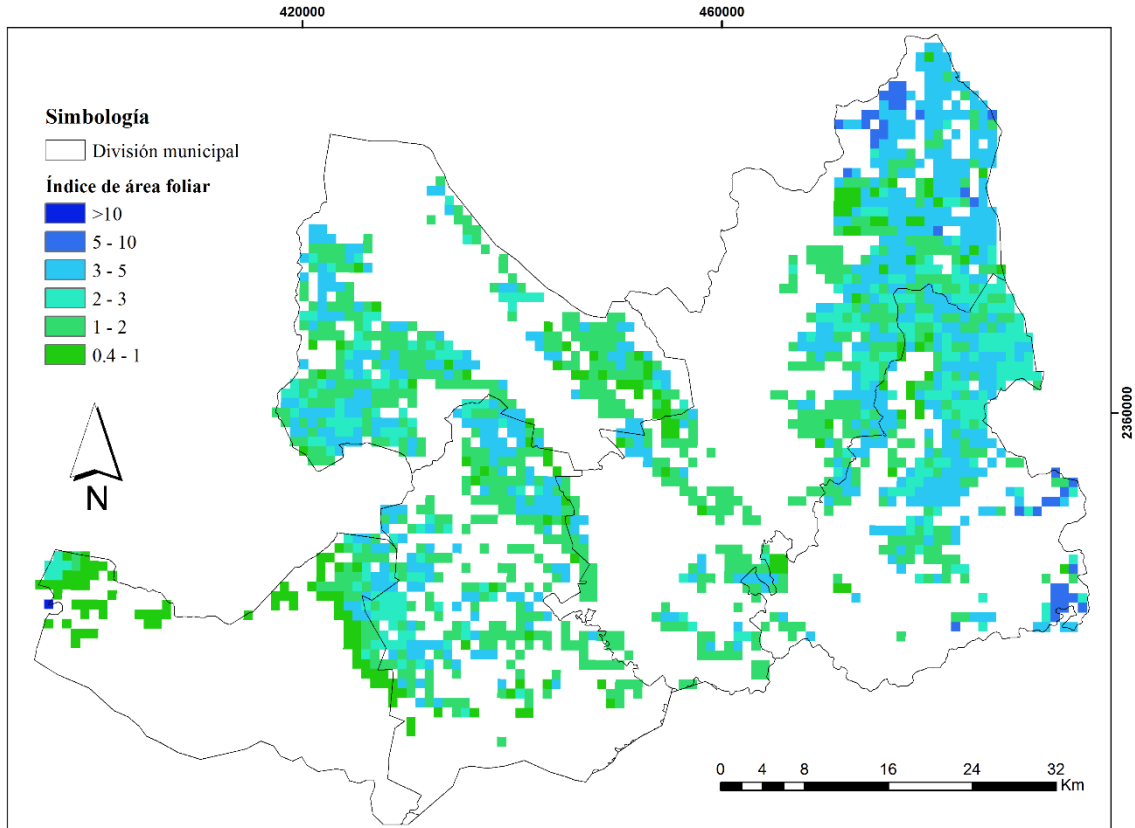 420000 460000
Simbología
División municipal
Índice de área foliar
>10
5 - 10
3 - 5
2 - 3
1 - 2
0.4 - 1
2360000
N
0 2 4 8 16 24 32
Km